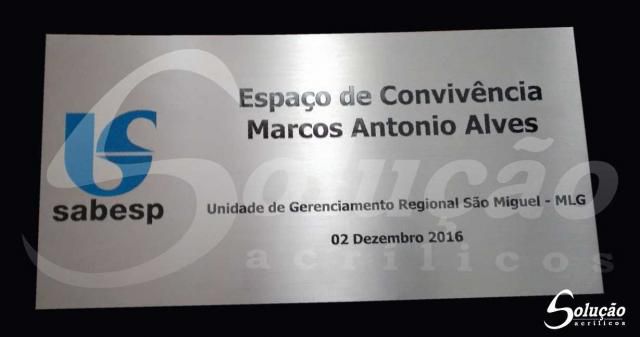 Espaço de Convivência
Marcos Antonio Alves
sabesp
Unidade de Gerenciamento Regional São Miguel - MLG
02 Dezembro 2016
Solução
acrílicos
Solução
acrílicos